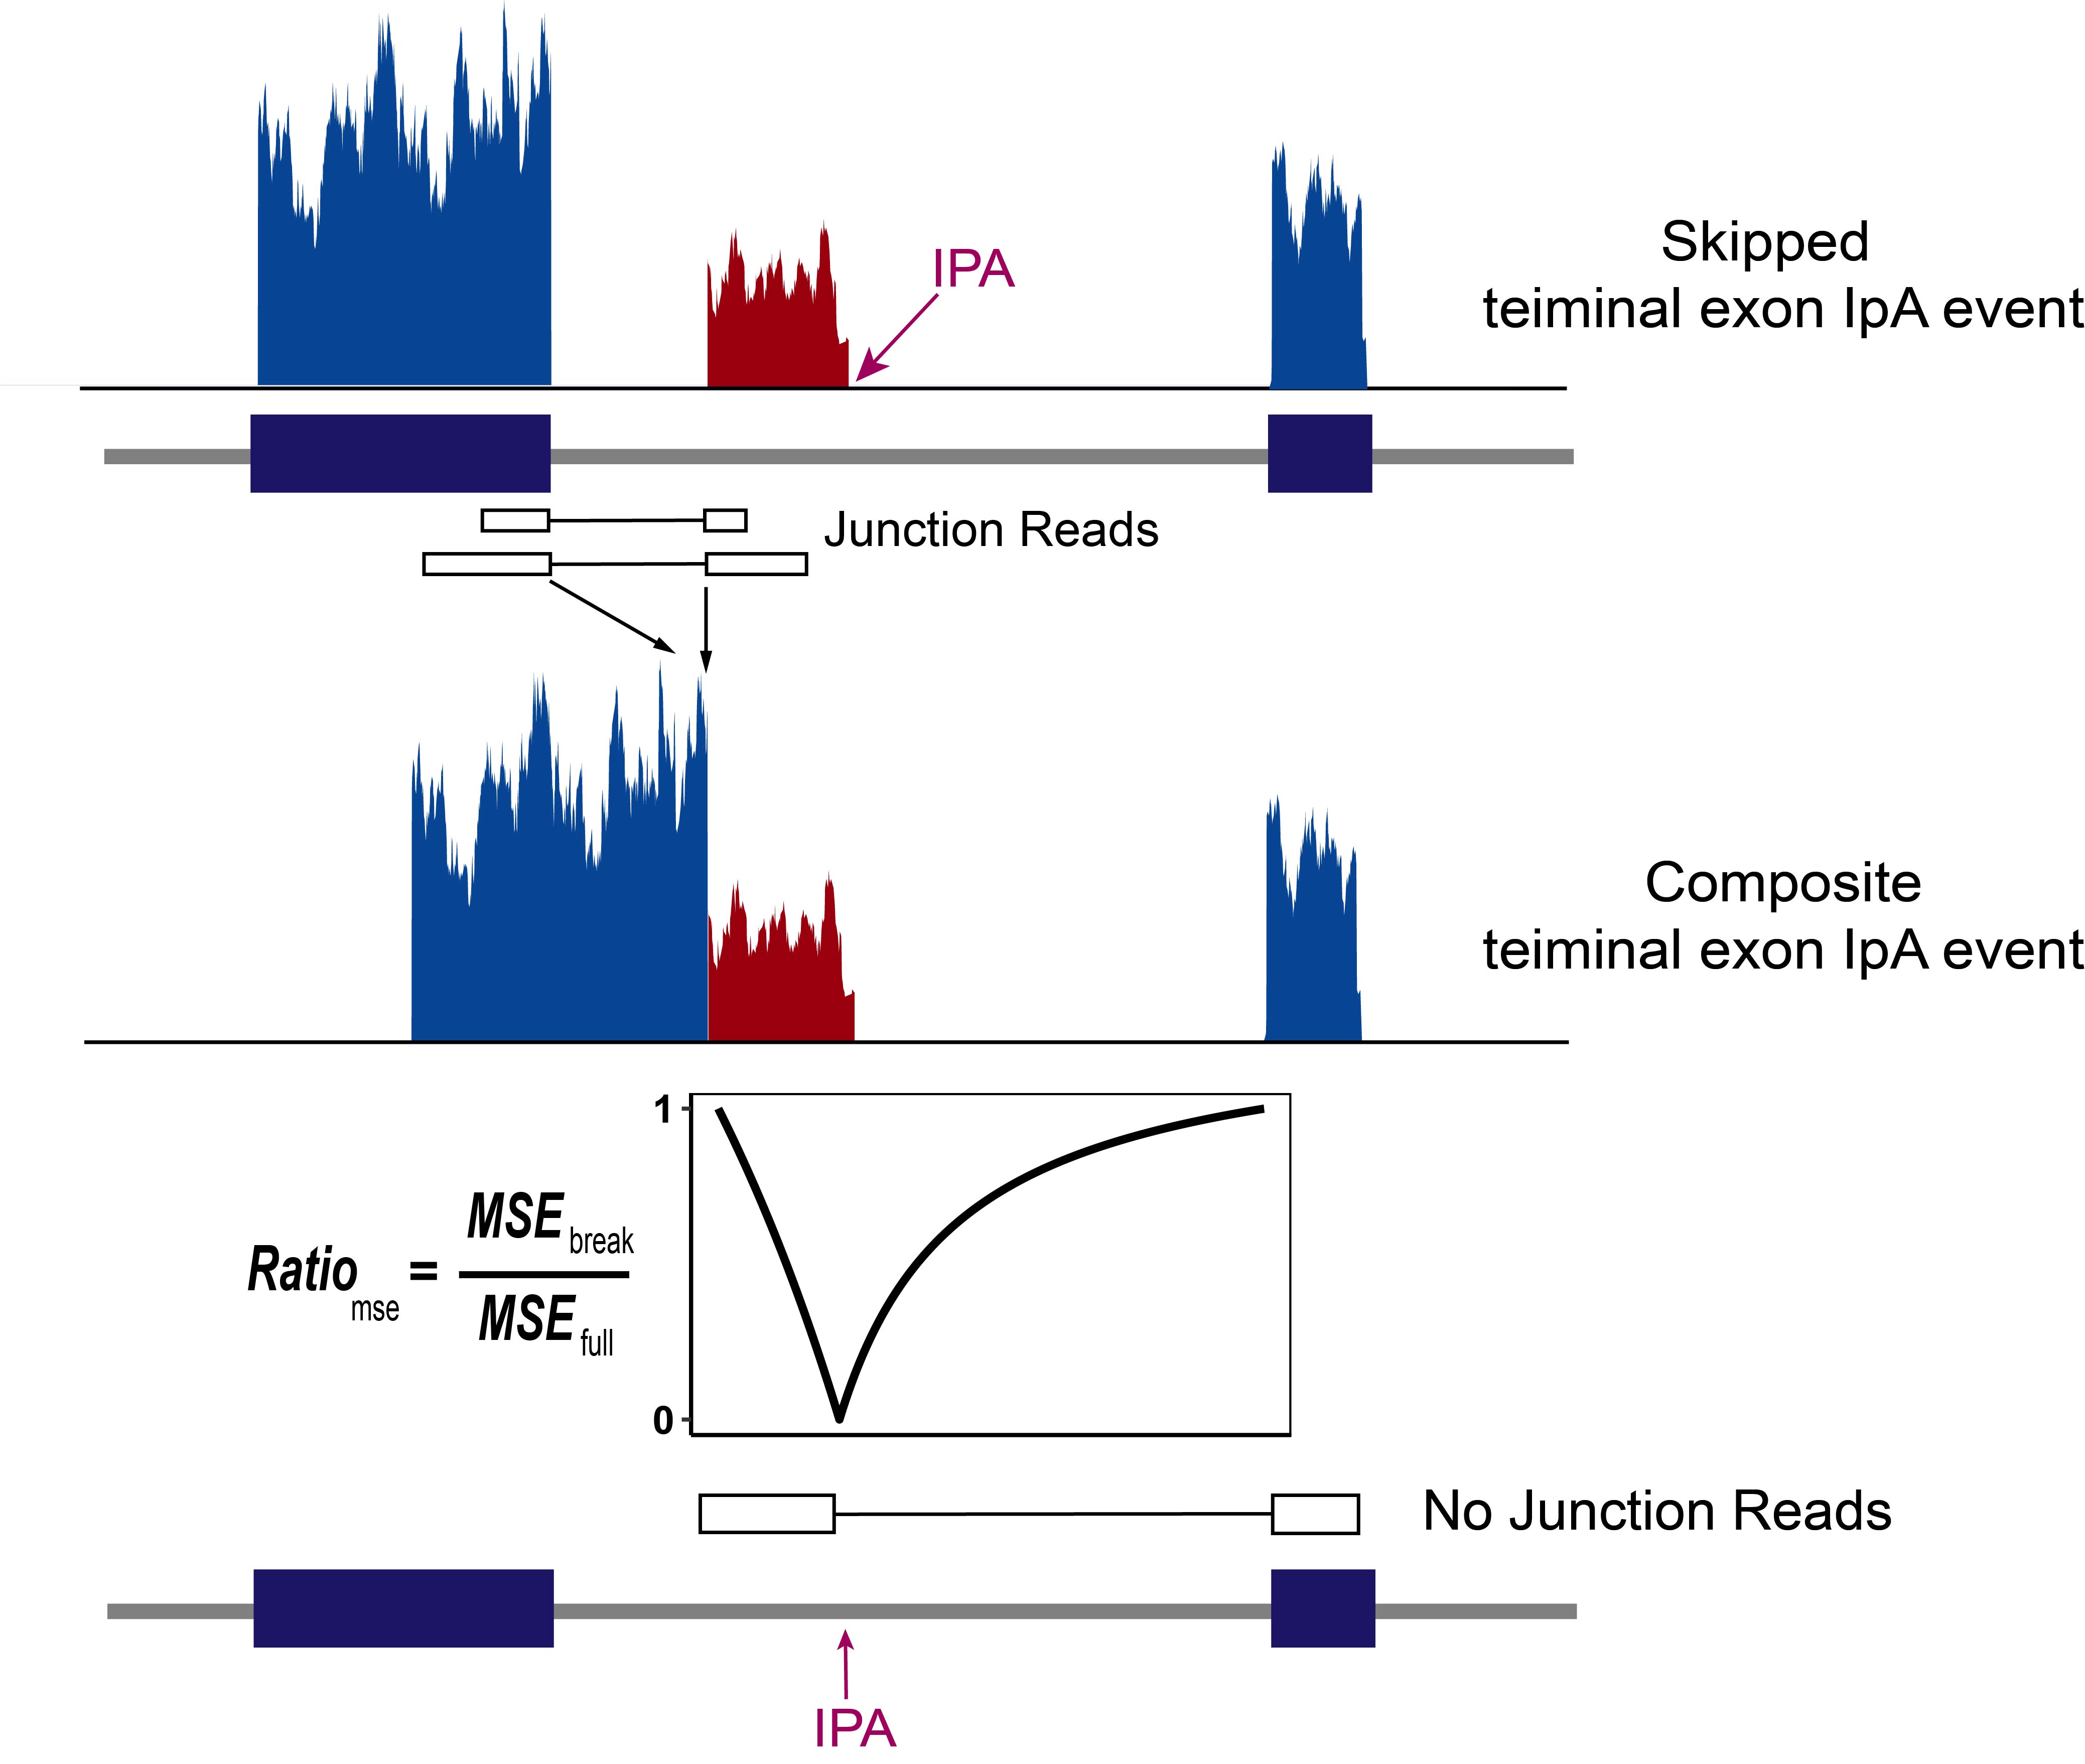 IPA
Skipped
teiminal exon IpA event
Junction Reads
Composite
teiminal exon IpA event
1
0
Ratio mse = MSE break
MSE full
No Junction Reads
IPA